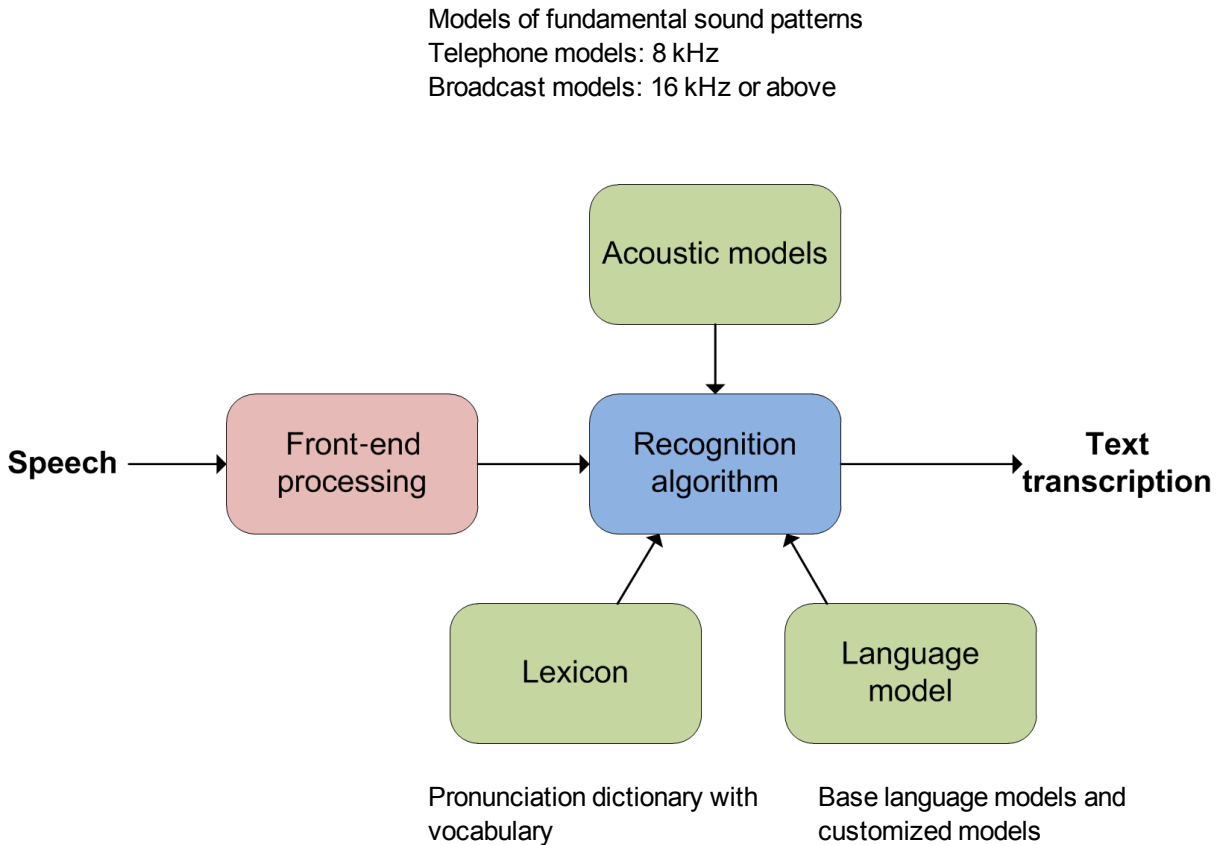 Models of fundamental sound patterns
Telephone models: 8 kHz
Broadcast models: 16 kHz or above
Acoustic models
Speech
Front-end
processing
Recognition
algorithm
Text
transcription
Lexicon
Language
model
Pronunciation dictionary with
vocabulary
Base language models and
customized models